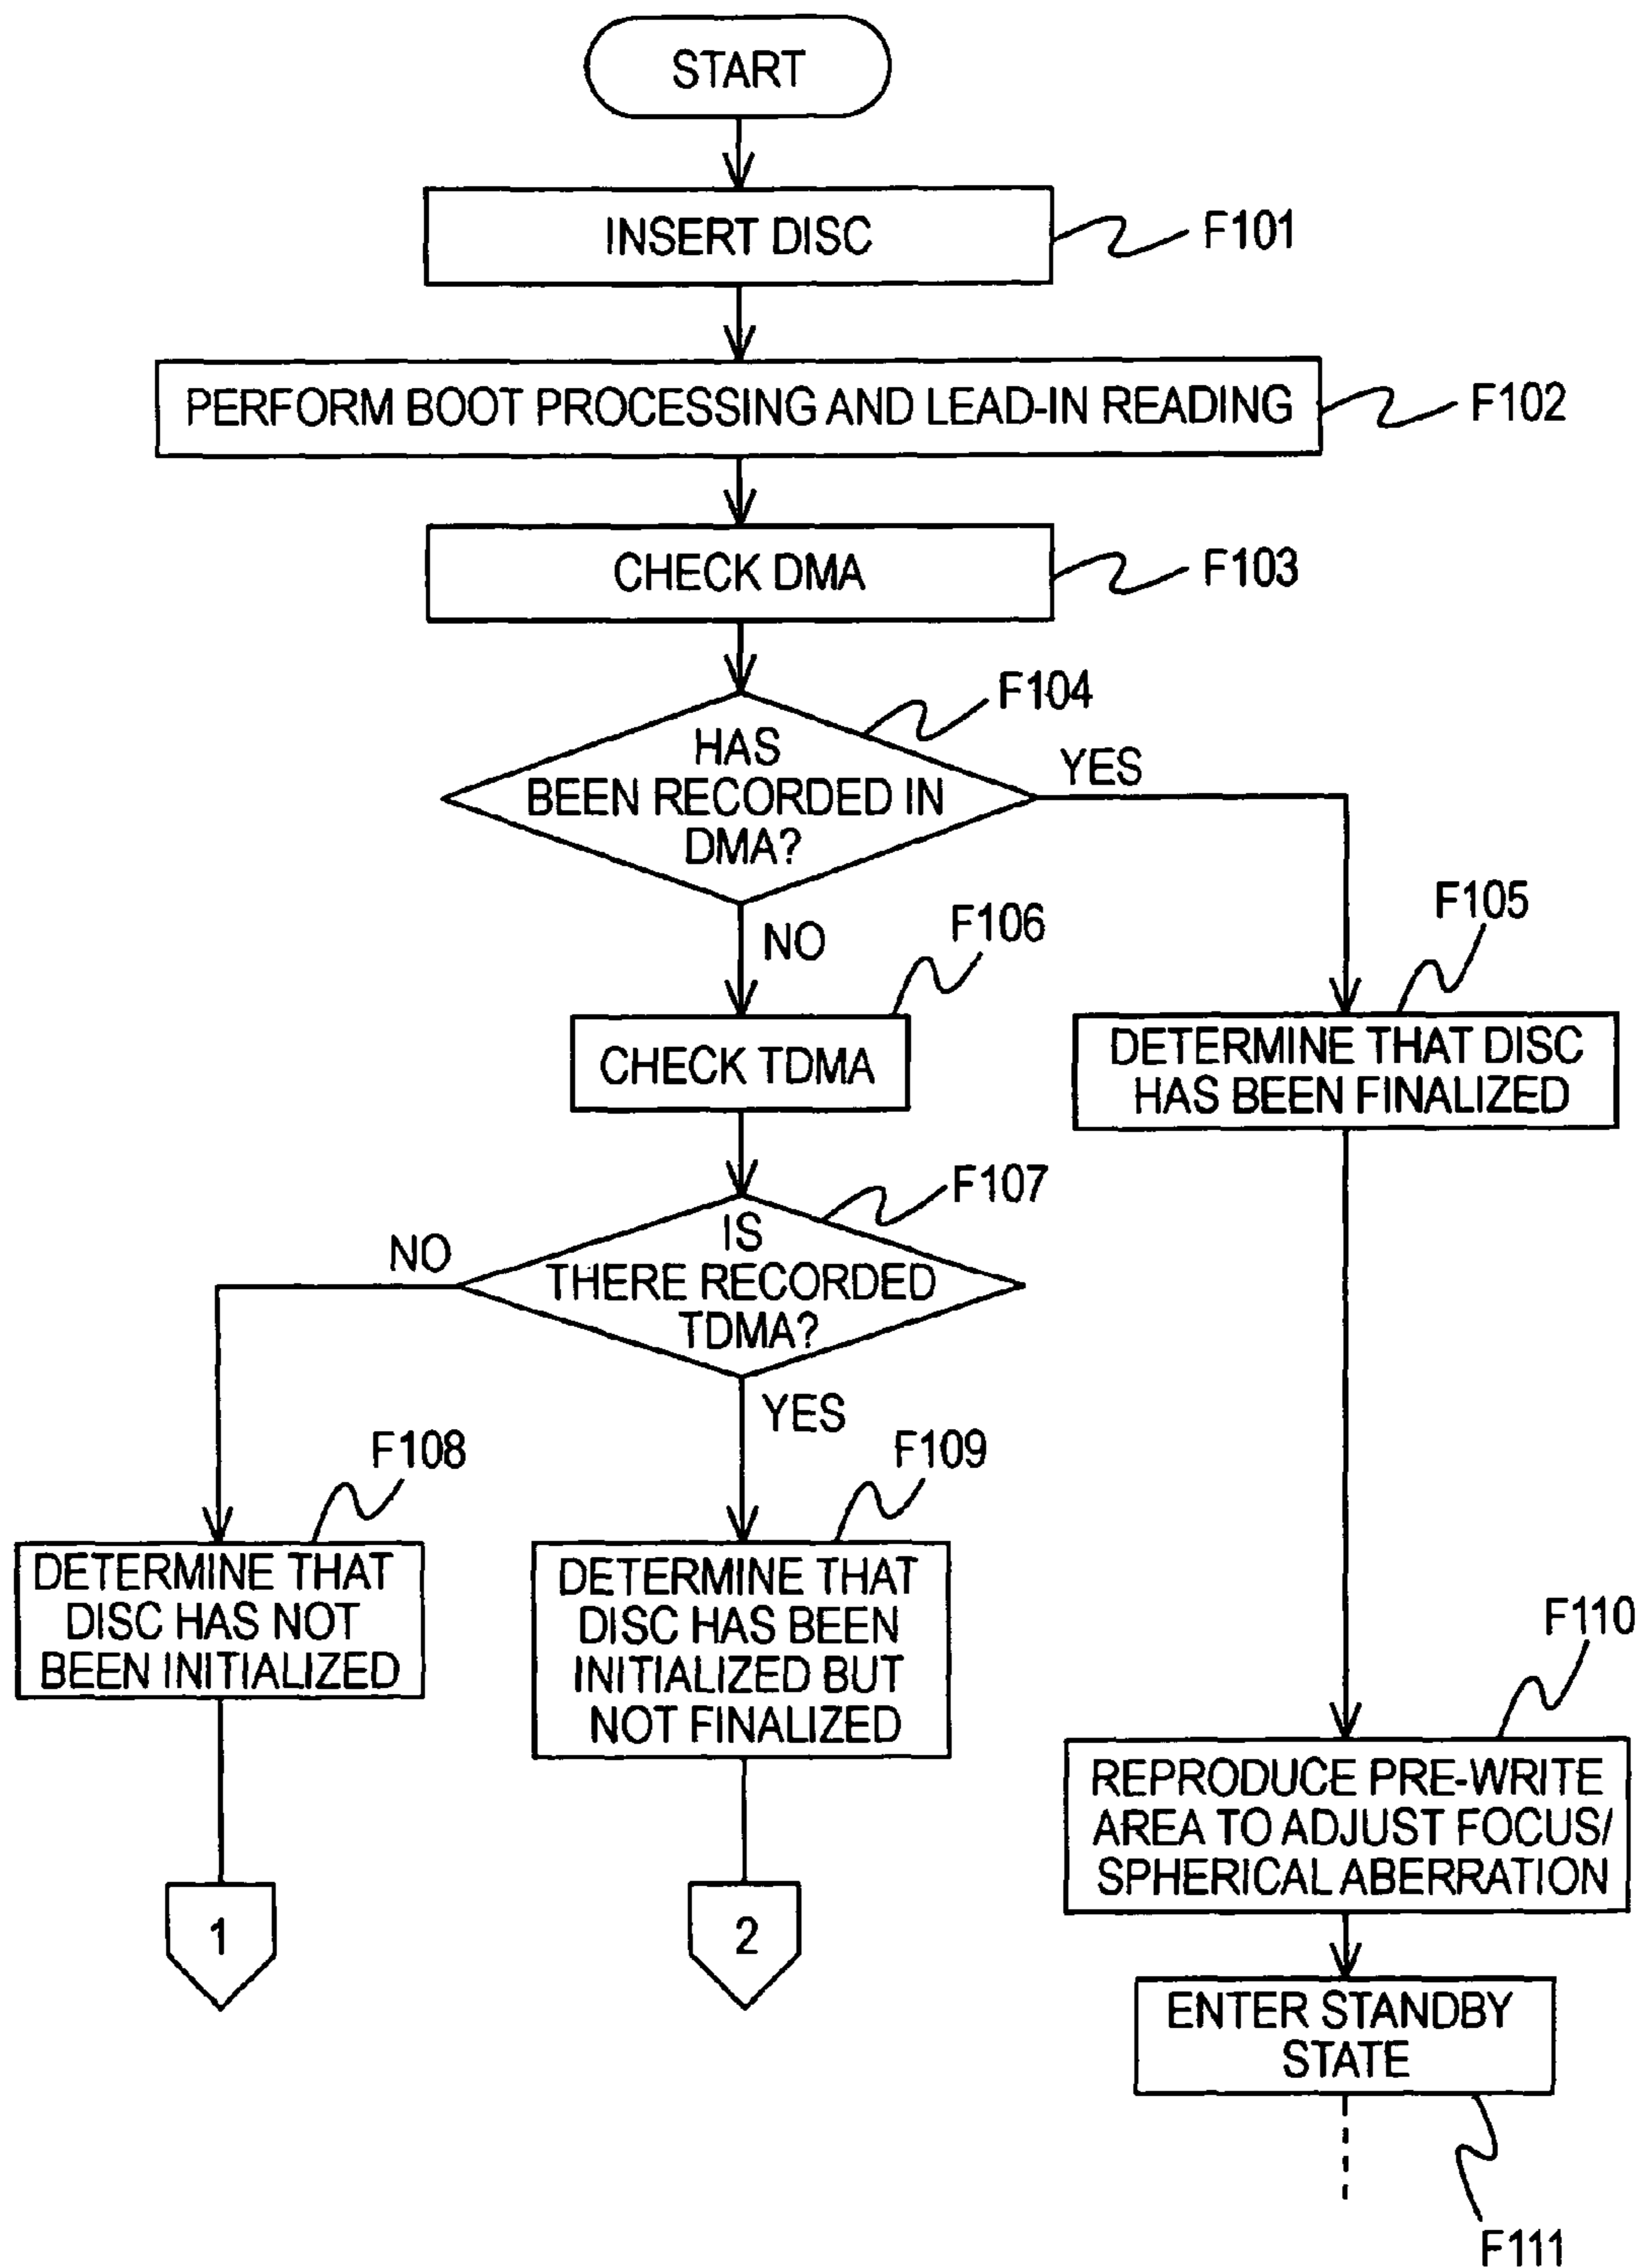 START
INSERT DISC
F101
PERFORM BOOT PROCESSING AND LEAD-IN READING
F102
CHECK DMA
F103
F104
HAS
BEEN RECORDED IN
DMA?
YES
NO
F106
F105
CHECK TDMA
DETERMINE THAT DISC
HAS BEEN FINALIZED
F107
IS
THERE RECORDED
TDMA?
NO
YES
F108
F109
DETERMINE THAT
DISC HAS NOT
BEEN INITIALIZED
DETERMINE THAT
DISC HAS BEEN
INITIALIZED BUT
NOT FINALIZED
F110
REPRODUCE PRE-WRITE
AREA TO ADJUST FOCUS/
SPHERICAL ABERRATION
1
2
ENTER STANDBY
STATE
F111